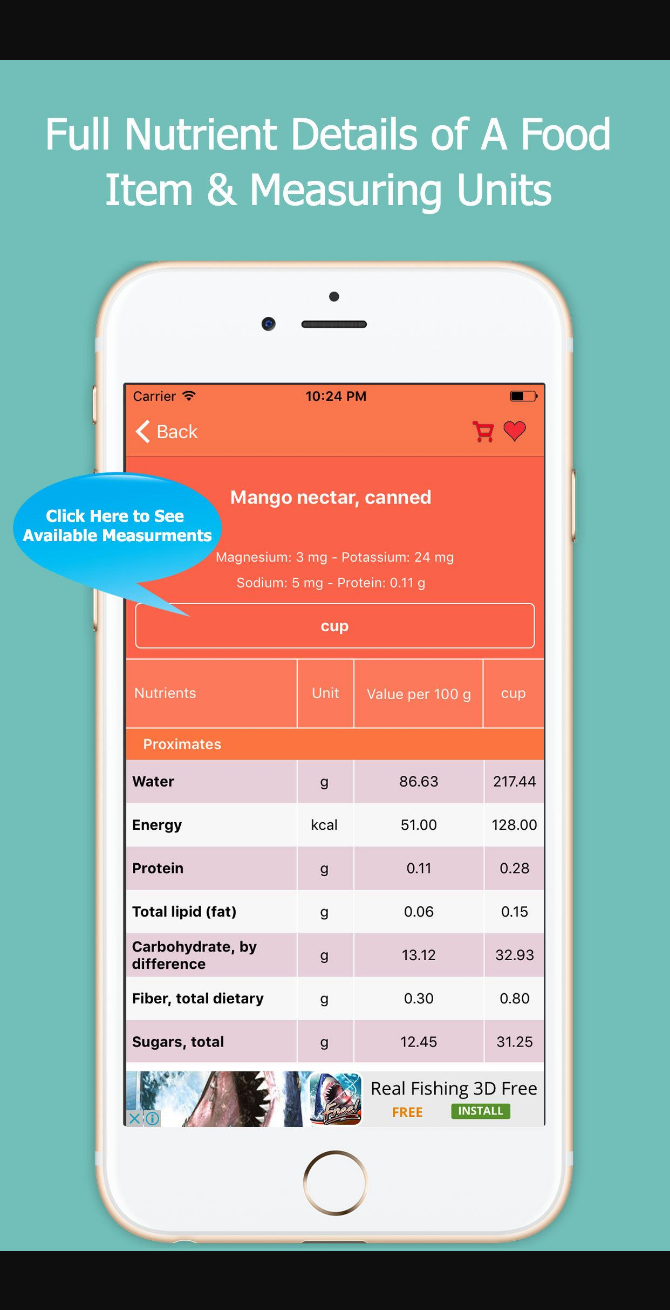 Full Nutrient Details of A Food
Item & Measuring Units
Carrier 10:24 PM
Back
Mango nectar, canned
Click Here to See
Available Measurments
Magnesium: 3 mg - Potassium: 24 mg
Sodium: 5 mg - Protein: 0.11 g
cup
Nutrients Unit Value per 100 g cup
Proximates
Water g 86.63 217.44
Energy kcal 51.00 128.00
Protein g 0.11 0.28
Total lipid (fat) g 0.06 0.15
Carbohydrate, by
difference g 13.12 32.93
Fiber, total dietary g 0.30 0.80
Sugars, total g 12.45 31.25
Real Fishing 3D Free
Free
FREE INSTALL